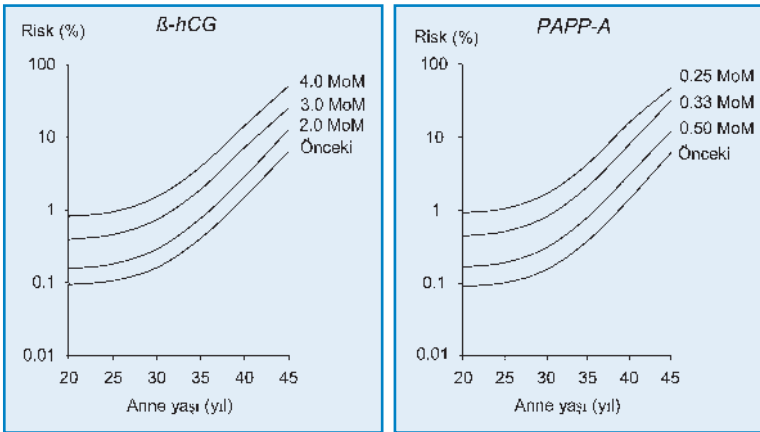 ß-hCG
Risk (%)
100
10
1
0.1
0.01
4.0 MoM
3.0 MoM
2.0 MoM
Önceki
20 25 30 35 40 45
Anne yaşı (yıl)
PAPP-A
Risk (%)
100
10
1
0.1
0.01
0.25 MoM
0.33 MoM
0.50 MoM
Önceki
20 25 30 35 40 45
Anne yaşı (yıl)